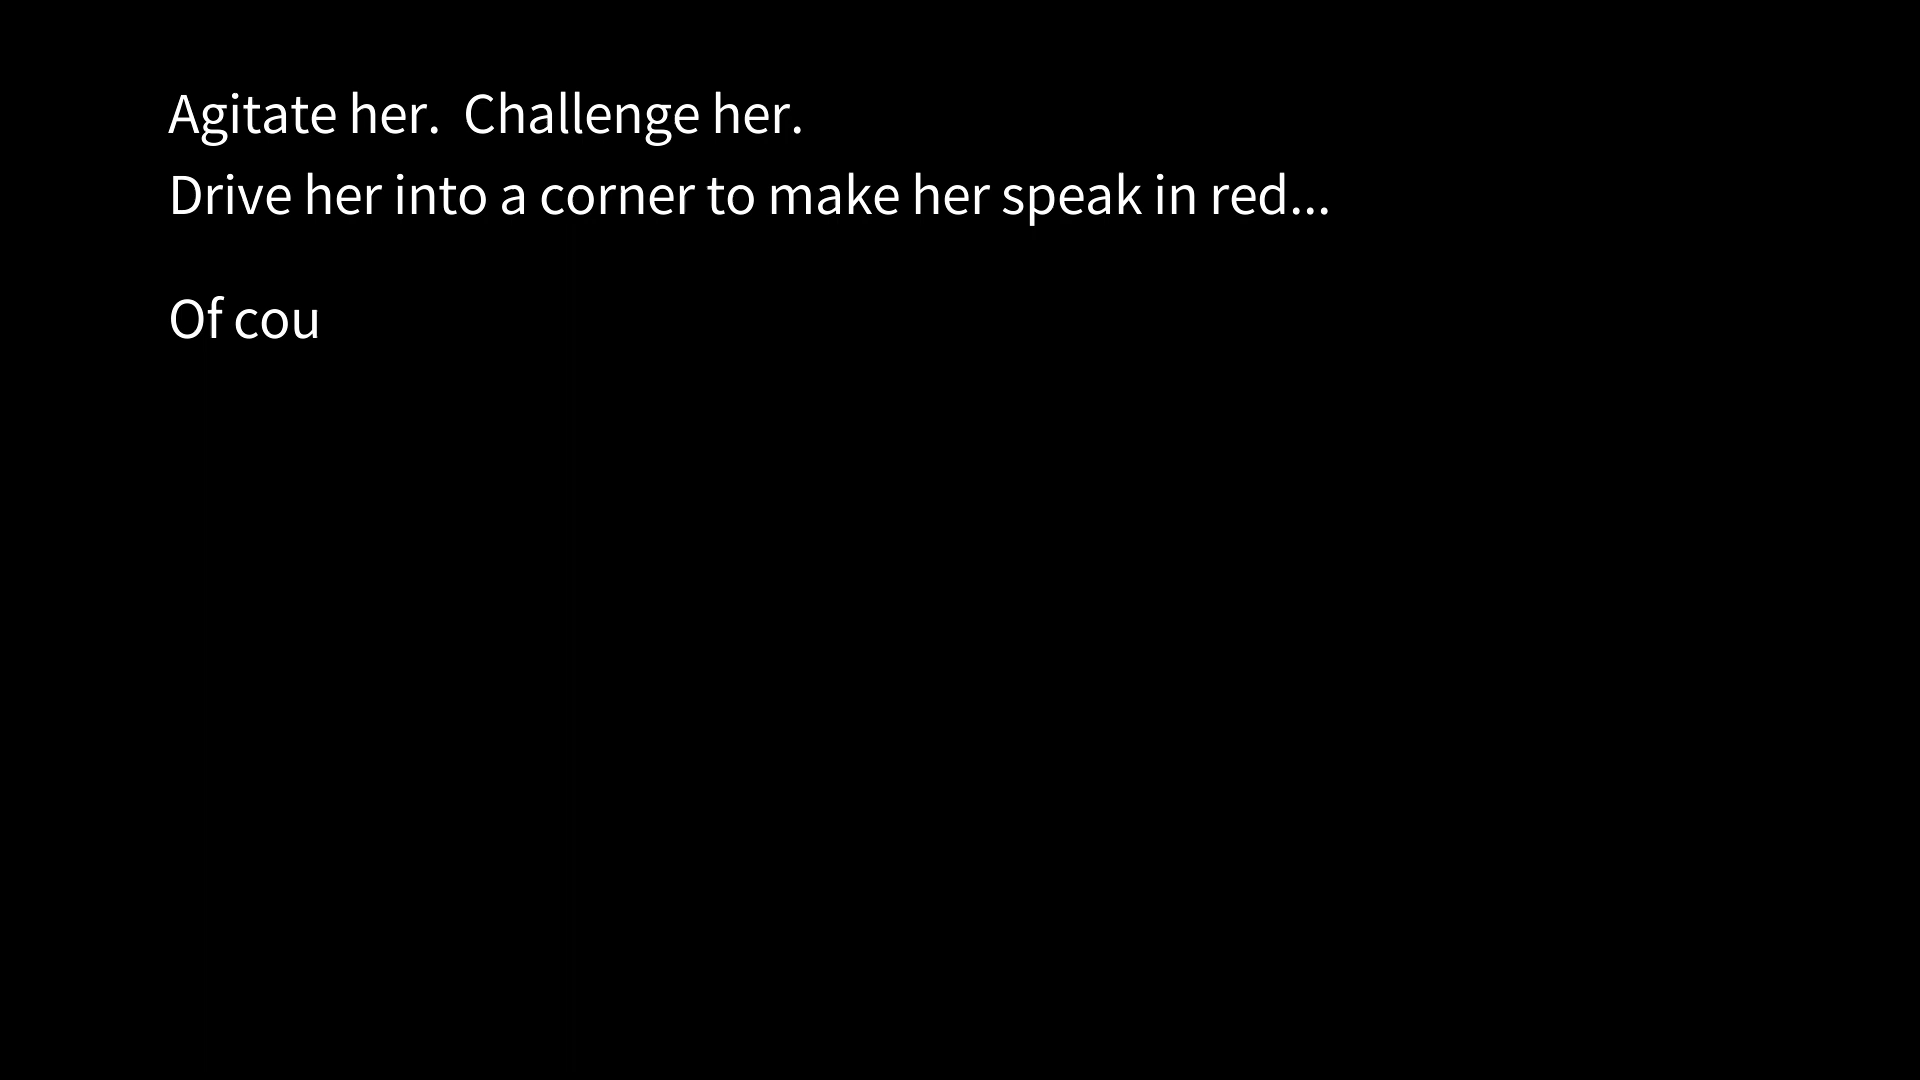 Agitate her.  Challenge her.
Drive her into a corner to make her speak in red...
Of cou